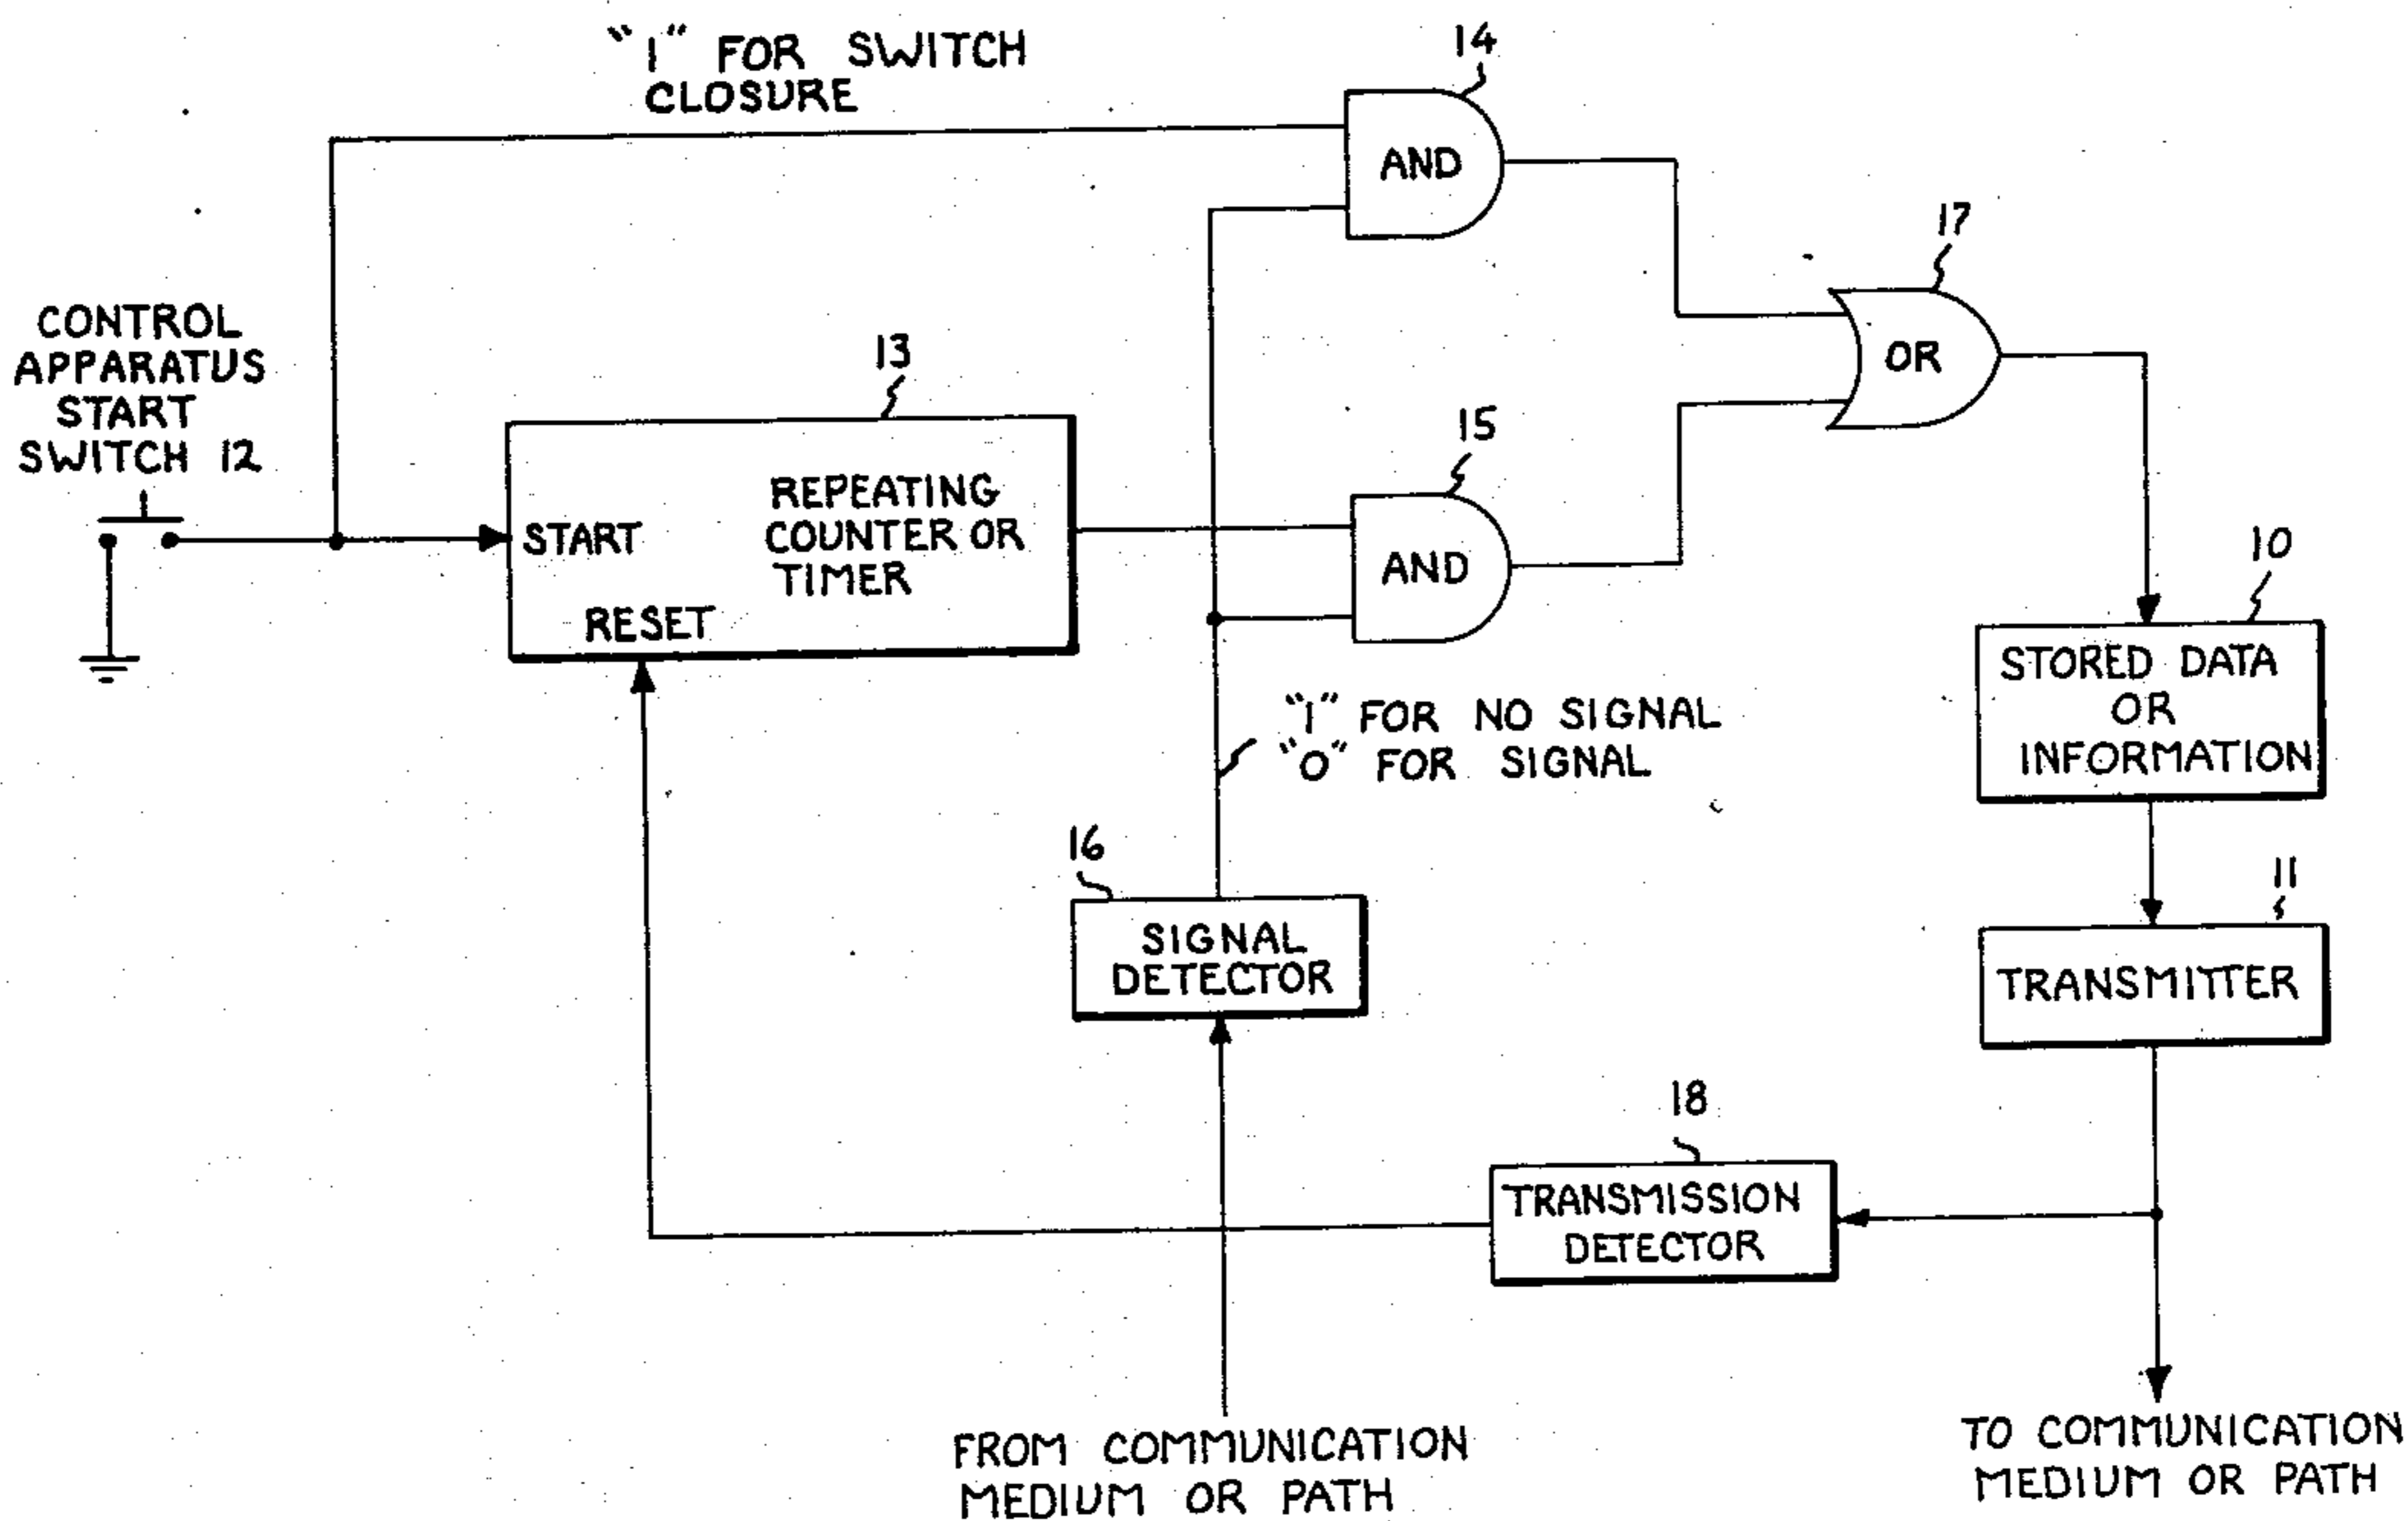 "1" FOR SWITCH
CLOSURE
14
AND
17
OR
CONTROL
APPARATUS
START
SWITCH 12
13
START
REPEATING
COUNTER OR
TIMER
RESET
15
AND
10
STORED DATA
OR
INFORMATION
"1" FOR NO SIGNAL
"0" FOR SIGNAL
16
SIGNAL
DETECTOR
11
TRANSMITTER
18
TRANSMISSION
DETECTOR
FROM COMMUNICATION
MEDIUM OR PATH
TO COMMUNICATION
MEDIUM OR PATH